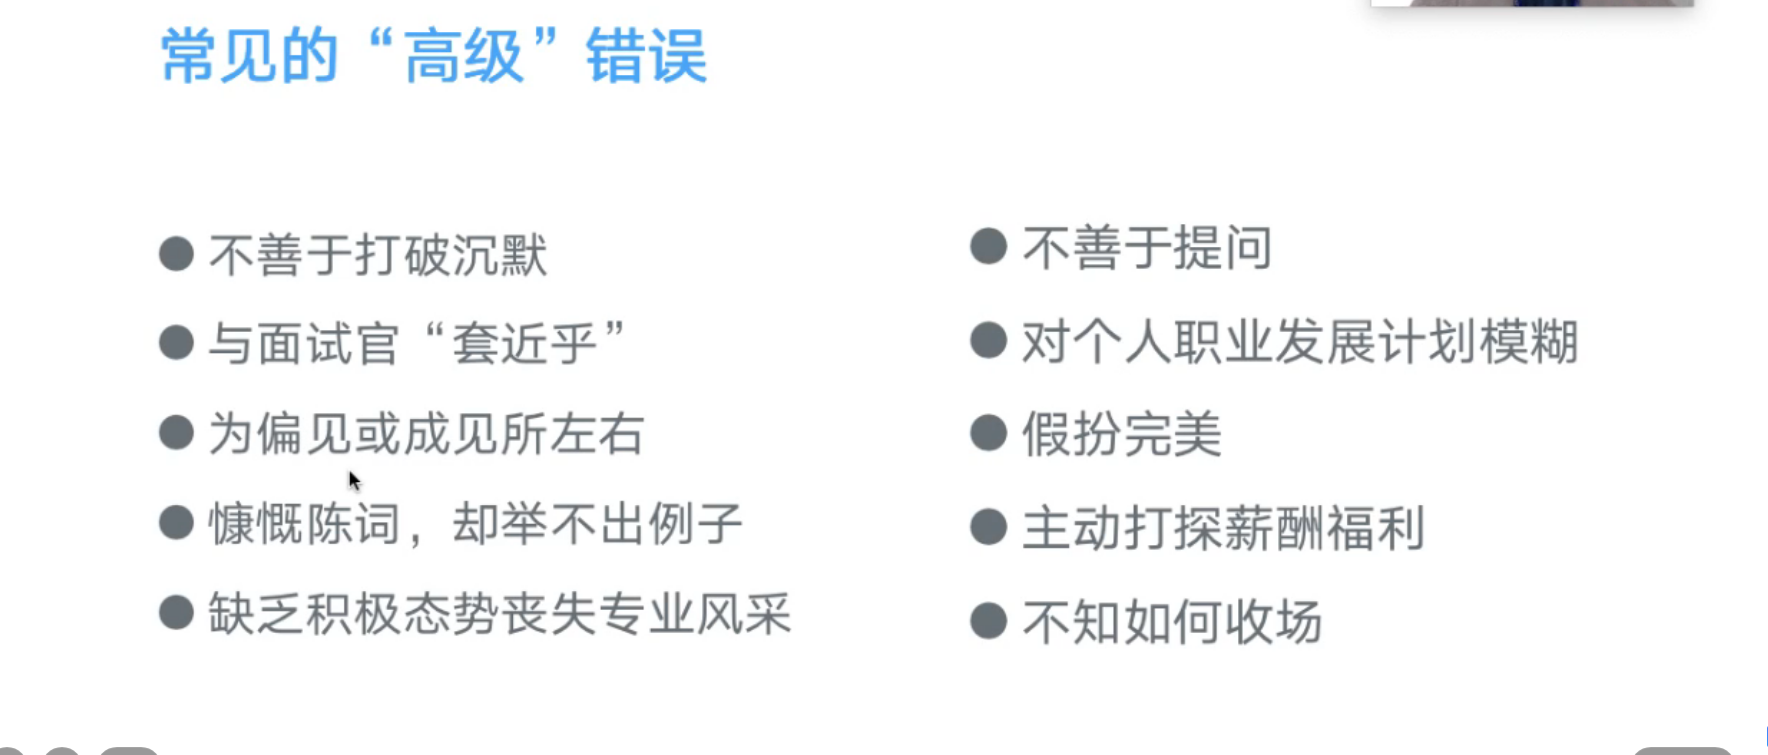 常见的“高级”错误
● 不善于打破沉默
● 与面试官“套近乎”
● 为偏见或成见所左右
● 慷慨陈词，却举不出例子
● 缺乏积极态势丧失专业风采
● 不善于提问
● 对个人职业发展计划模糊
● 假扮完美
● 主动打探薪酬福利
● 不知如何收场